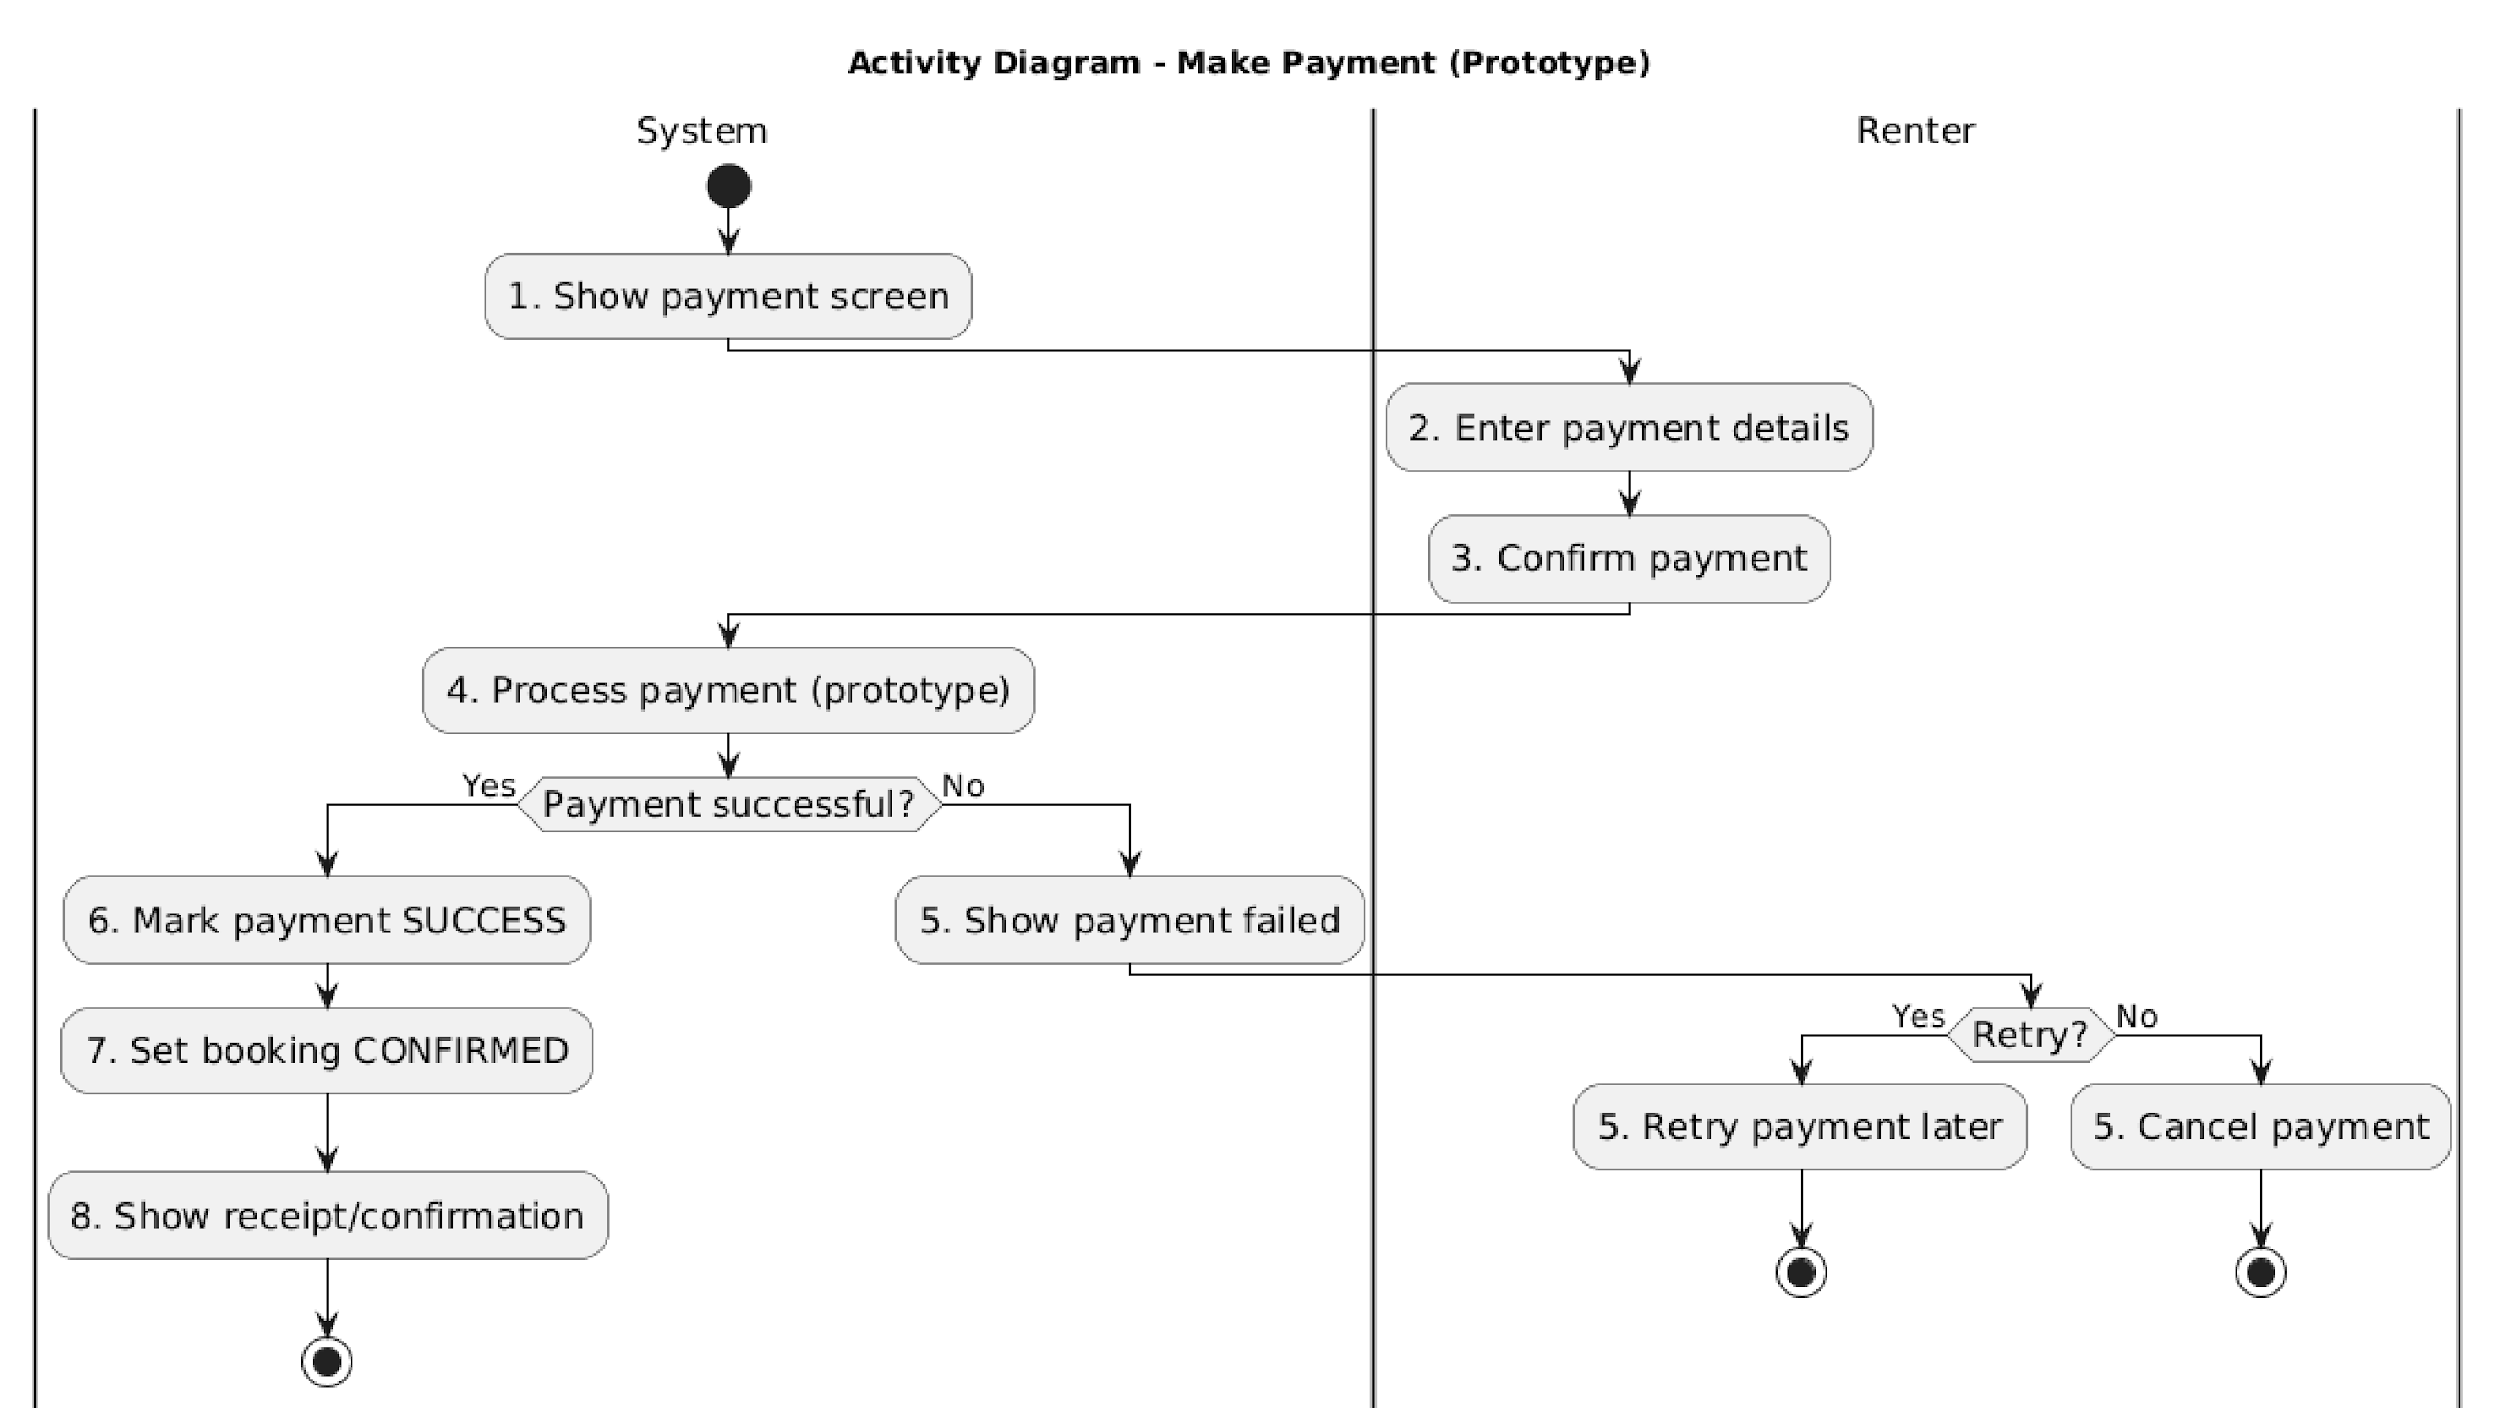 Activity Diagram - Make Payment (Prototype)
System
Renter
1. Show payment screen
2. Enter payment details
3. Confirm payment
4. Process payment (prototype)
Yes
Payment successful?
No
6. Mark payment SUCCESS
5. Show payment failed
7. Set booking CONFIRMED
Yes
Retry?
No
5. Retry payment later
5. Cancel payment
8. Show receipt/confirmation